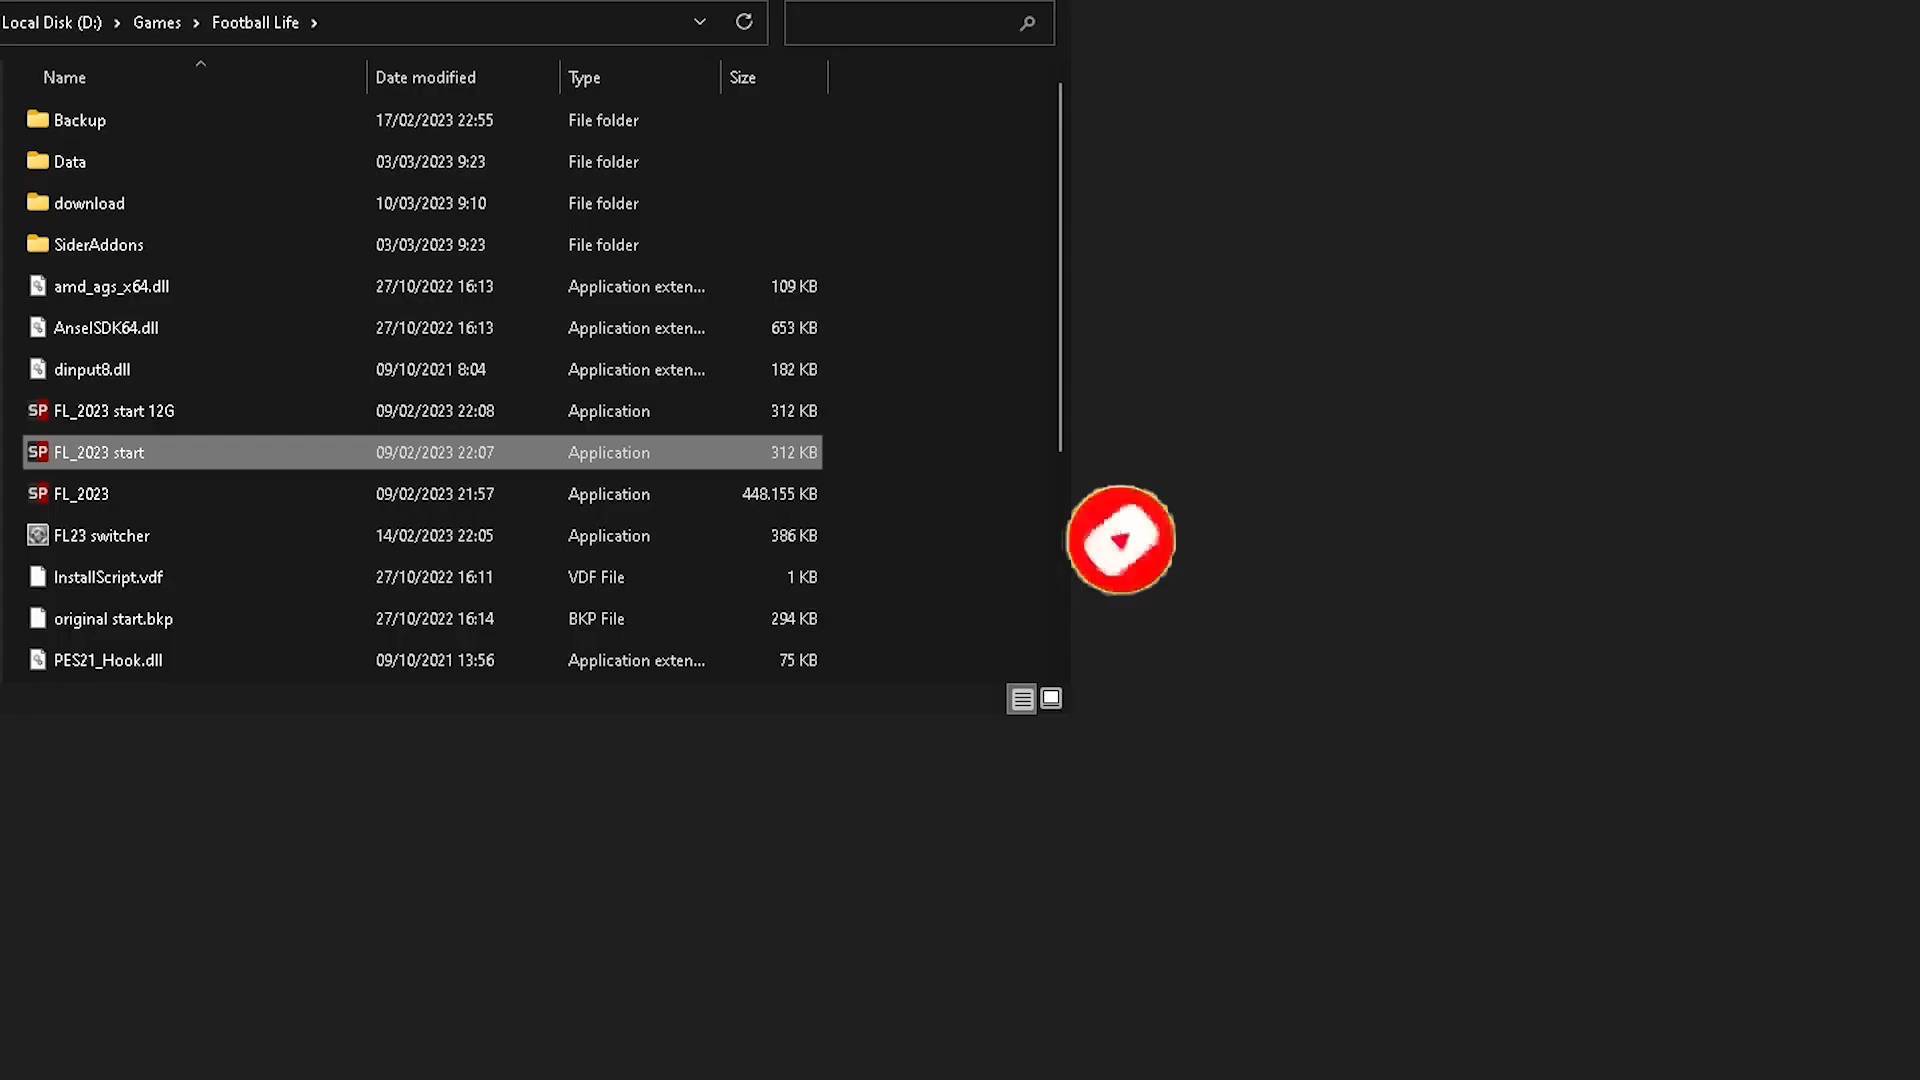 Local Disk (D:) > Games > Football Life >
Name Date modified Type Size
Backup 17/02/2023 22:55 File folder
Data 03/03/2023 9:23 File folder
download 10/03/2023 9:10 File folder
SiderAddons 03/03/2023 9:23 File folder
amd_ags_x64.dll 27/10/2022 16:13 Application exten... 109 KB
AnselSDK64.dll 27/10/2022 16:13 Application exten... 653 KB
dinput8.dll 09/10/2021 8:04 Application exten... 182 KB
SP FL_2023 start 12G 09/02/2023 22:08 Application 312 KB
SP FL_2023 start 09/02/2023 22:07 Application 312 KB
SP FL_2023 09/02/2023 21:57 Application 448.155 KB
FL23 switcher 14/02/2023 22:05 Application 386 KB
InstallScript.vdf 27/10/2022 16:11 VDF File 1 KB
original start.bkp 27/10/2022 16:14 BKP File 294 KB
PES21_Hook.dll 09/10/2021 13:56 Application exten... 75 KB